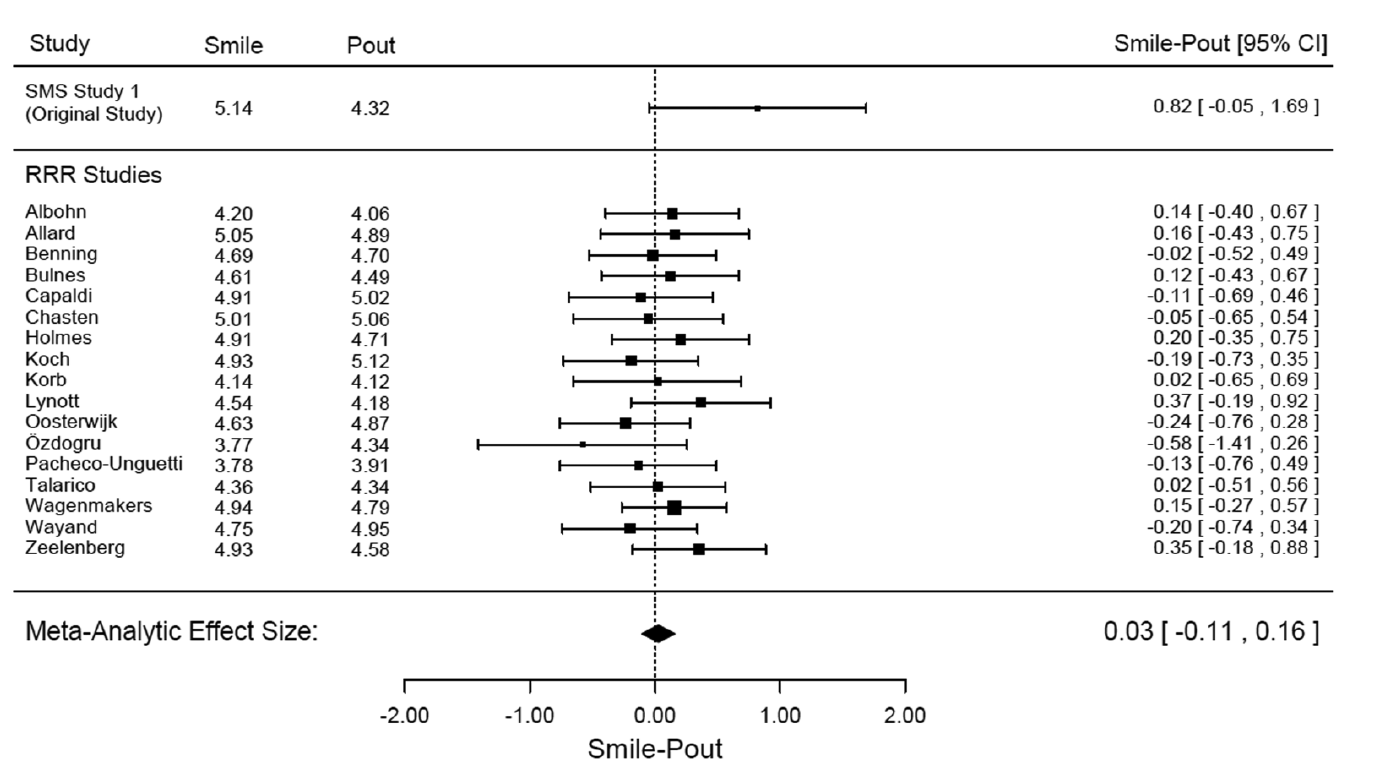 Study Smile Pout Smile-Pout [95% CI]
SMS Study 1
(Original Study) 5.14 4.32 0.82 [ -0.05 , 1.69 ]
RRR Studies
Albohn 4.20 4.06 0.14 [ -0.40 , 0.67 ]
Allard 5.05 4.89 0.16 [ -0.43 , 0.75 ]
Benning 4.69 4.70 -0.02 [ -0.52 , 0.49 ]
Bulnes 4.61 4.49 0.12 [ -0.43 , 0.67 ]
Capaldi 4.91 5.02 -0.11 [ -0.69 , 0.46 ]
Chasten 5.01 5.06 -0.05 [ -0.65 , 0.54 ]
Holmes 4.91 4.71 0.20 [ -0.35 , 0.75 ]
Koch 4.93 5.12 -0.19 [ -0.73 , 0.35 ]
Korb 4.14 4.12 0.02 [ -0.65 , 0.69 ]
Lynott 4.54 4.18 0.37 [ -0.19 , 0.92 ]
Oosterwijk 4.63 4.87 -0.24 [ -0.76 , 0.28 ]
Özdogru 3.77 4.34 -0.58 [ -1.41 , 0.26 ]
Pacheco-Unguetti 3.78 3.91 -0.13 [ -0.76 , 0.49 ]
Talarico 4.36 4.34 0.02 [ -0.51 , 0.56 ]
Wagenmakers 4.94 4.79 0.15 [ -0.27 , 0.57 ]
Wayand 4.75 4.95 -0.20 [ -0.74 , 0.34 ]
Zeelenberg 4.93 4.58 0.35 [ -0.18 , 0.88 ]
Meta-Analytic Effect Size: 0.03 [ -0.11 , 0.16 ]
-2.00 -1.00 0.00 1.00 2.00
Smile-Pout